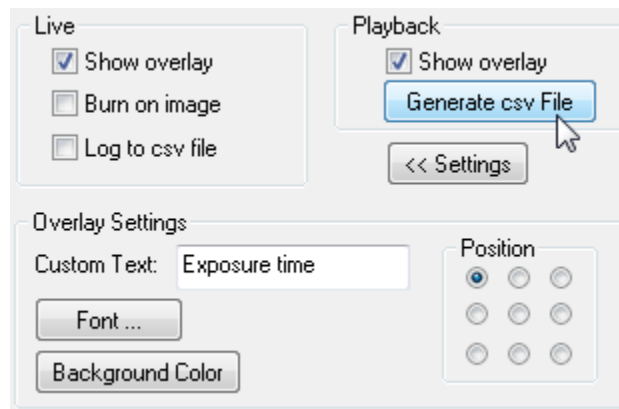 Live
Show overlay
Burn on image
Log to csv file
Playback
Show overlay
Generate csv File
<< Settings
Overlay Settings
Custom Text: Exposure time
Font ...
Background Color
Position